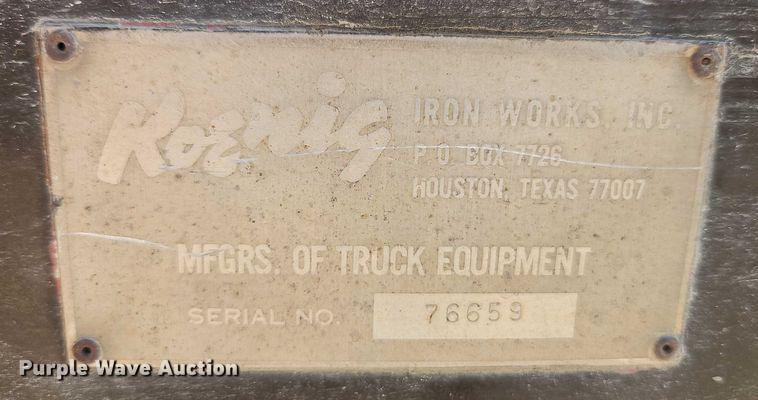 Koenig IRON WORKS, INC.
P O BOX 7726
HOUSTON, TEXAS 77007
MFGRS. OF TRUCK EQUIPMENT
SERIAL NO. 76659
Purple Wave Auction